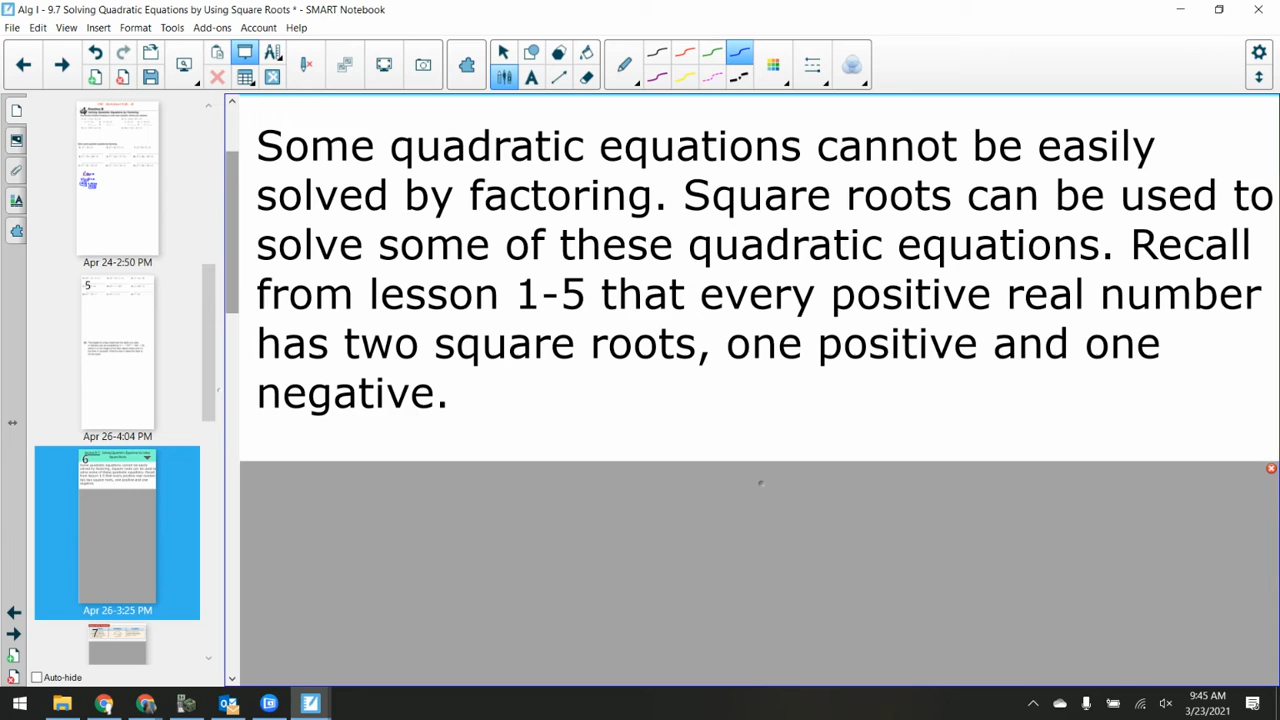 Alg I - 9.7 Solving Quadratic Equations by Using Square Roots * - SMART Notebook
File Edit View Insert Format Tools Add-ons Account Help
Some quadratic equations cannot be easily
solved by factoring. Square roots can be used to
solve some of these quadratic equations. Recall
from lesson 1-5 that every positive real number
has two square roots, one positive and one
negative.
4
Apr 24-2:50 PM
5
Apr 26-4:04 PM
6
Apr 26-3:25 PM
7
Auto-hide
9:45 AM
3/23/2021